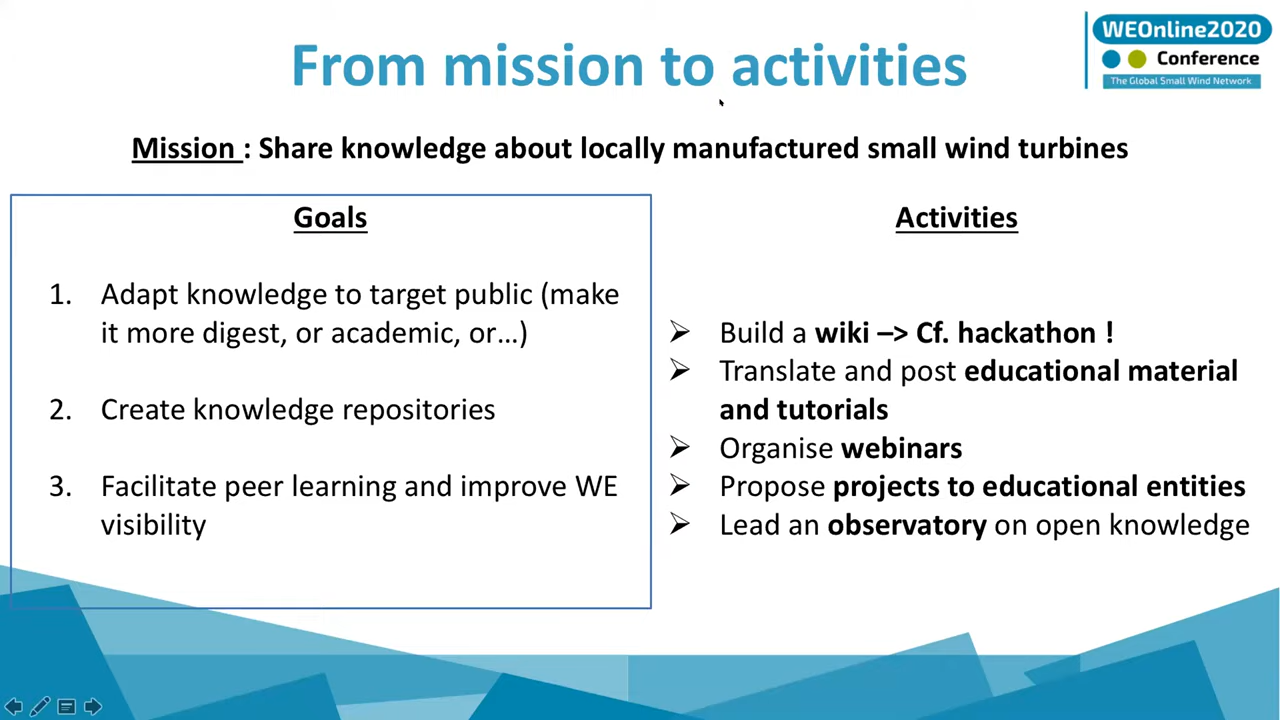 From mission to activities
WEOnline2020
Conference
The Global Small Wind Network
Mission : Share knowledge about locally manufactured small wind turbines
Goals
1. Adapt knowledge to target public (make
it more digest, or academic, or...)
2. Create knowledge repositories
3. Facilitate peer learning and improve WE
visibility
Activities
➢ Build a wiki –> Cf. hackathon !
➢ Translate and post educational material
and tutorials
➢ Organise webinars
➢ Propose projects to educational entities
➢ Lead an observatory on open knowledge